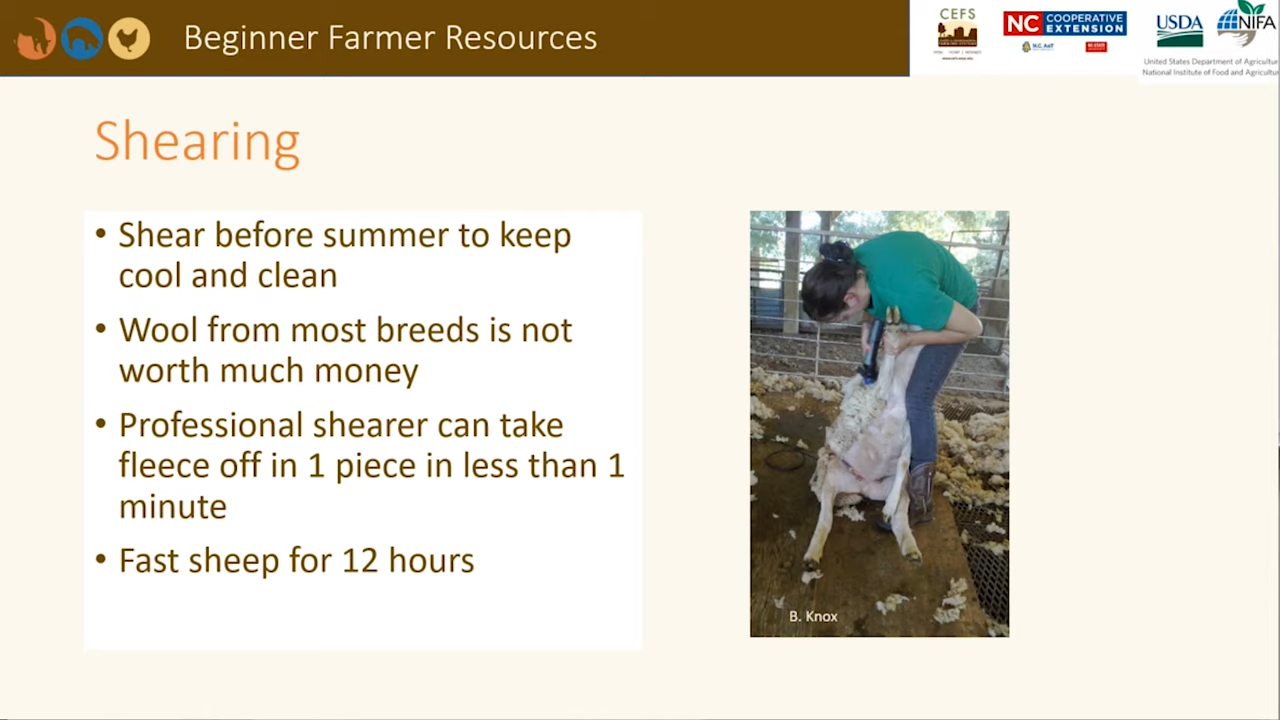 Beginner Farmer Resources
CEFS
NC COOPERATIVE
EXTENSION
USDA
NIFA
United States Department of Agricultur
National Institute of Food and Agricultur
Shearing
• Shear before summer to keep
cool and clean
• Wool from most breeds is not
worth much money
• Professional shearer can take
fleece off in 1 piece in less than 1
minute
• Fast sheep for 12 hours
B. Knox